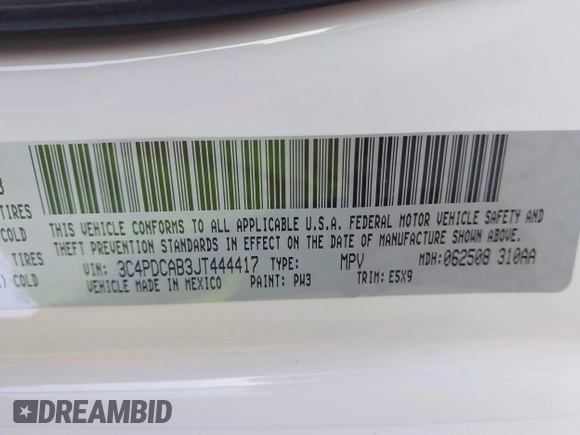 3
TIRES
COLD
TIRES
) COLD
THIS VEHICLE CONFORMS TO ALL APPLICABLE U.S.A. FEDERAL MOTOR VEHICLE SAFETY AND
THEFT PREVENTION STANDARDS IN EFFECT ON THE DATE OF MANUFACTURE SHOWN ABOVE.
VIN: 3C4PDCAB3JT444417 TYPE: MPV MDH: 062508 310AA
VEHICLE MADE IN MEXICO PAINT: PW3 TRIM: E5X9
DREAMBID